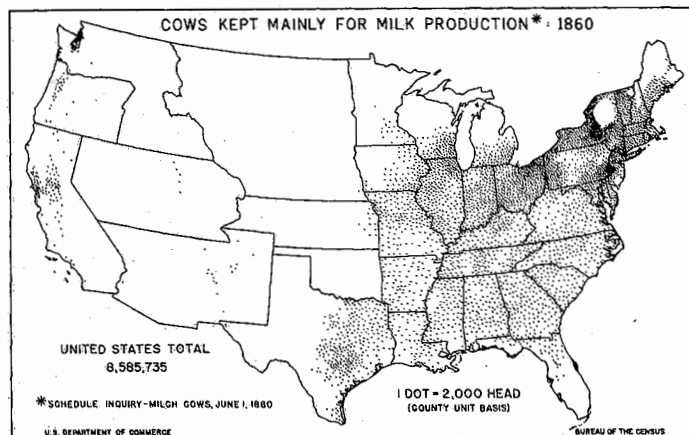 COWS KEPT MAINLY FOR MILK PRODUCTION*: 1860
UNITED STATES TOTAL
8,585,735
*SCHEDULE INQUIRY-MILCH COWS, JUNE 1, 1860
1 DOT = 2,000 HEAD
(COUNTY UNIT BASIS)
U.S. DEPARTMENT OF COMMERCE
BUREAU OF THE CENSUS